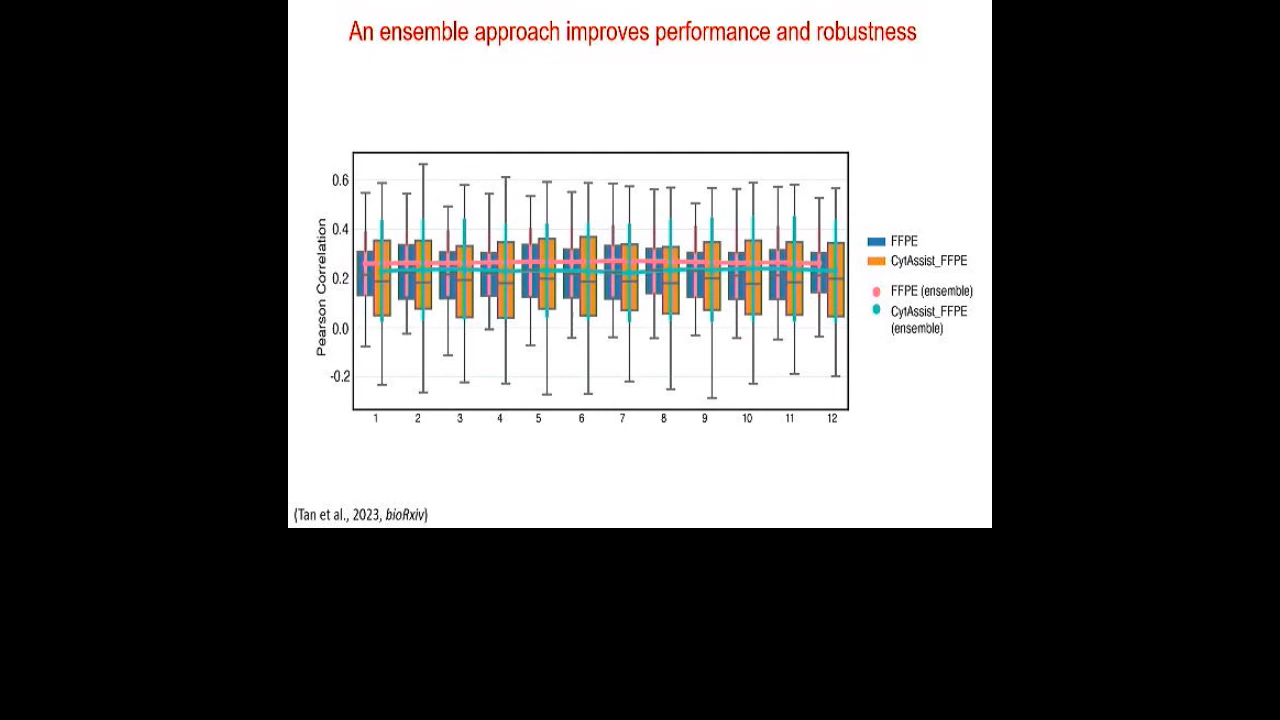 An ensemble approach improves performance and robustness
0.6
0.4
0.2
0.0
-0.2
Pearson Correlation
1 2 3 4 5 6 7 8 9 10 11 12
FFPE
CytAssist_FFPE
FFPE (ensemble)
CytAssist_FFPE
(ensemble)
(Tan et al., 2023, bioRxiv)